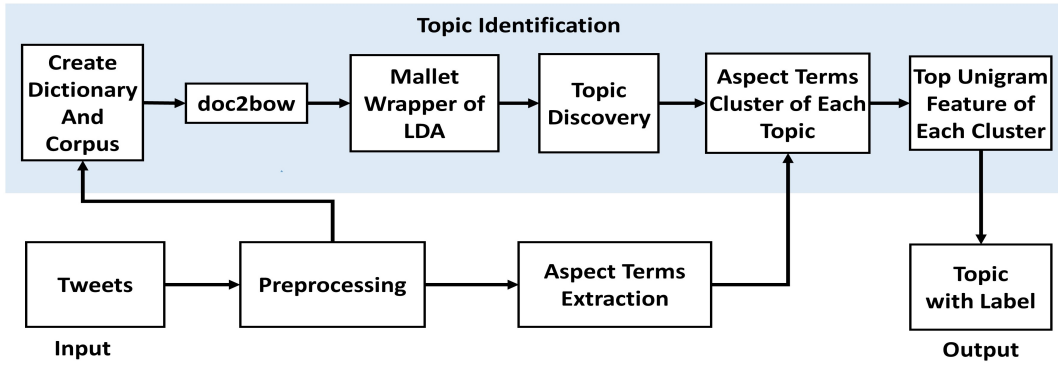 Topic Identification
Create
Dictionary
And
Corpus
doc2bow
Mallet
Wrapper of
LDA
Topic
Discovery
Aspect Terms
Cluster of Each
Topic
Top Unigram
Feature of
Each Cluster
Tweets
Preprocessing
Aspect Terms
Extraction
Topic
with Label
Input
Output